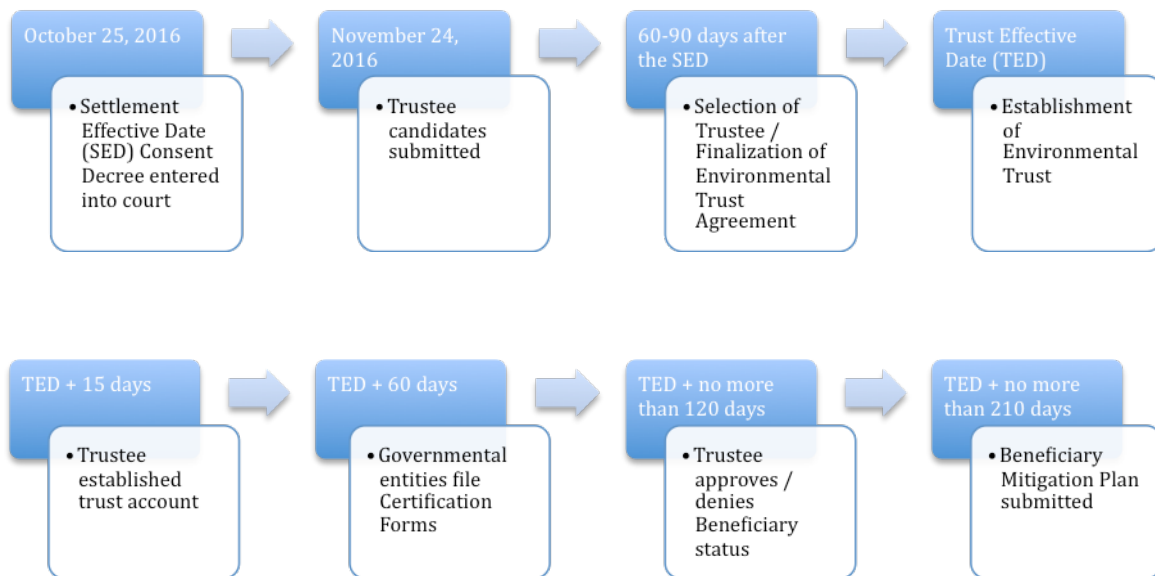 October 25, 2016
• Settlement
Effective Date
(SED) Consent
Decree entered
into court
November 24,
2016
• Trustee
candidates
submitted
60-90 days after
the SED
• Selection of
Trustee /
Finalization of
Environmental
Trust
Agreement
Trust Effective
Date (TED)
• Establishment
of
Environmental
Trust
TED + 15 days
• Trustee
established
trust account
TED + 60 days
• Governmental
entities file
Certification
Forms
TED + no more
than 120 days
• Trustee
approves /
denies
Beneficiary
status
TED + no more
than 210 days
• Beneficiary
Mitigation Plan
submitted